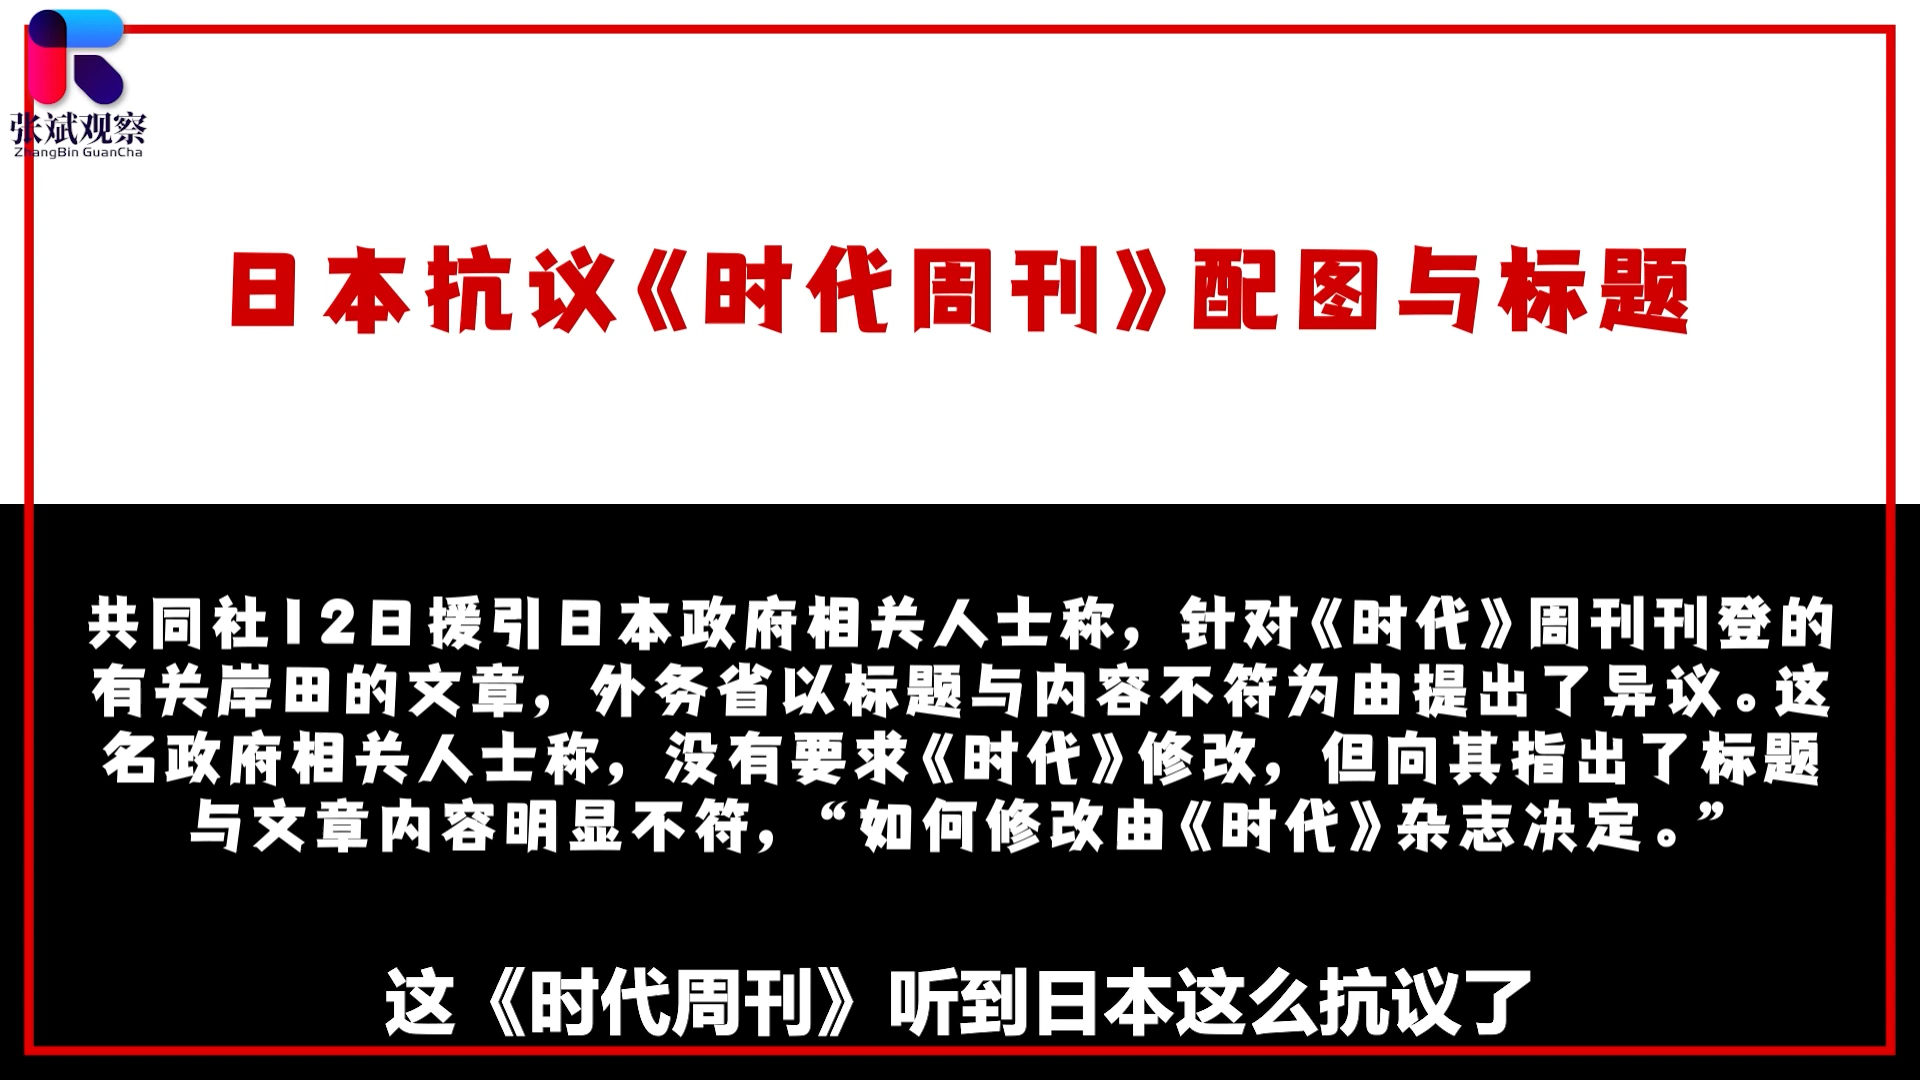 张斌观察
ZhangBin GuanCha
日本抗议《时代周刊》配图与标题
共同社12日援引日本政府相关人士称，针对《时代》周刊刊登的
有关岸田的文章，外务省以标题与内容不符为由提出了异议。这
名政府相关人士称，没有要求《时代》修改，但向其指出了标题
与文章内容明显不符，“如何修改由《时代》杂志决定。”
这《时代周刊》听到日本这么抗议了